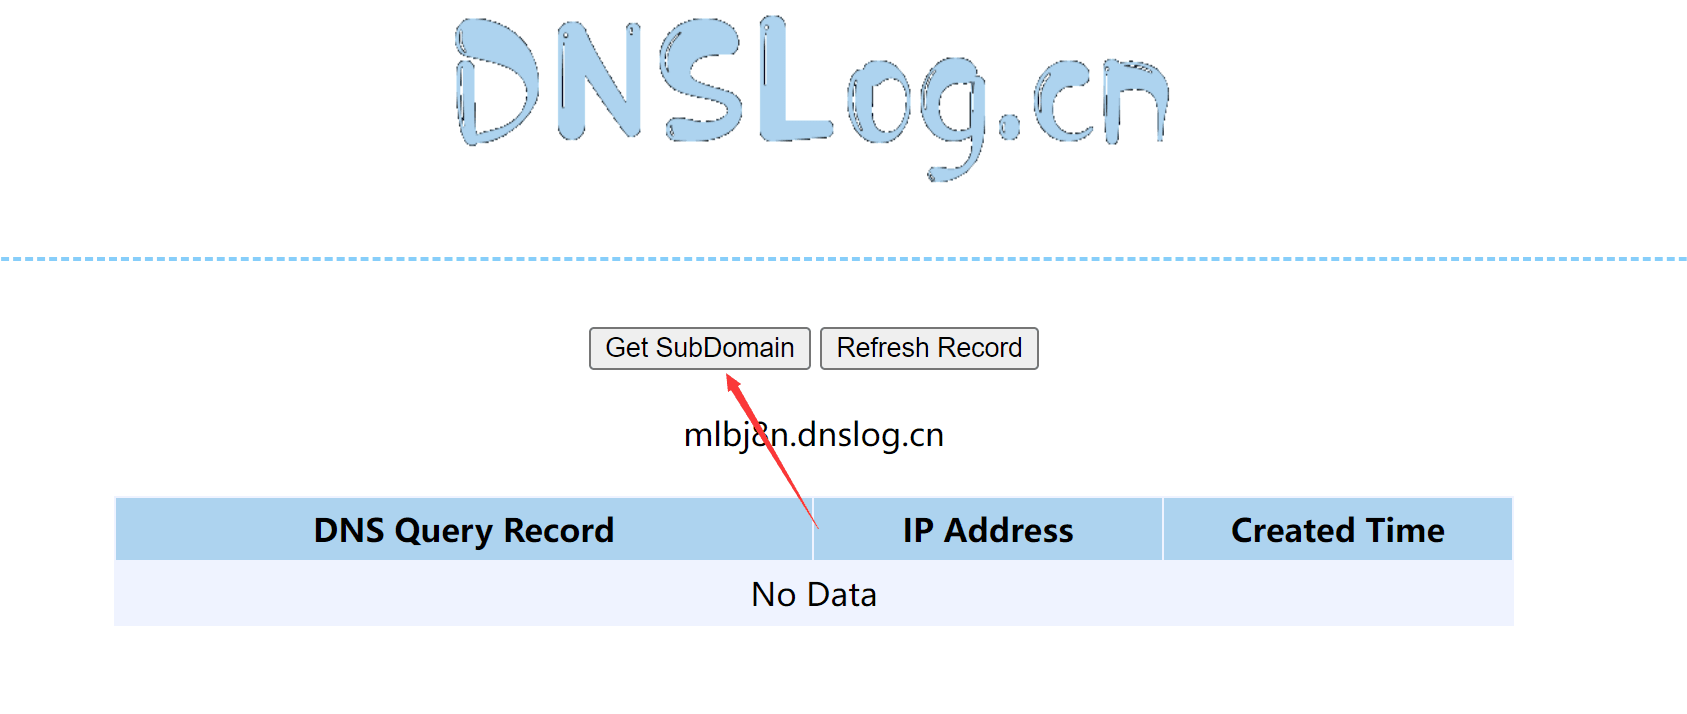 DNSLog.cn
Get SubDomain Refresh Record
mlbj8n.dnslog.cn
DNS Query Record IP Address Created Time
No Data